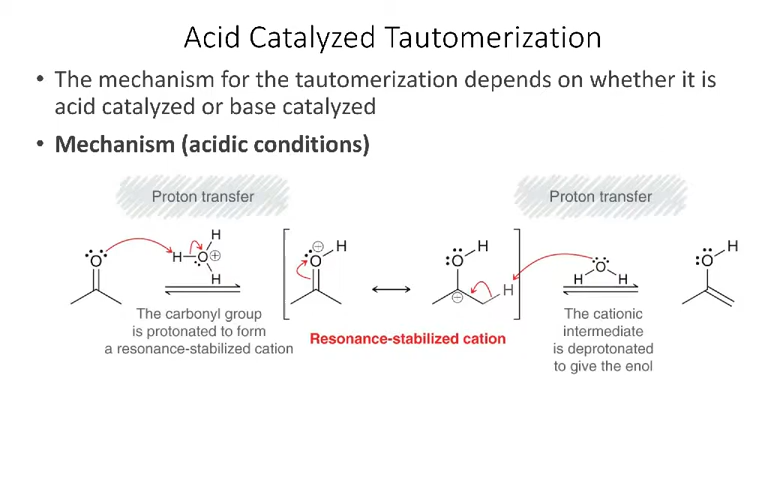 Acid Catalyzed Tautomerization
• The mechanism for the tautomerization depends on whether it is
acid catalyzed or base catalyzed
• Mechanism (acidic conditions)
Proton transfer
Proton transfer
O
H
H–O⊕
H
⊖
O
H
O
H
H
⊖
O
H H
O
H
The carbonyl group
is protonated to form
a resonance-stabilized cation
Resonance-stabilized cation
The cationic
intermediate
is deprotonated
to give the enol